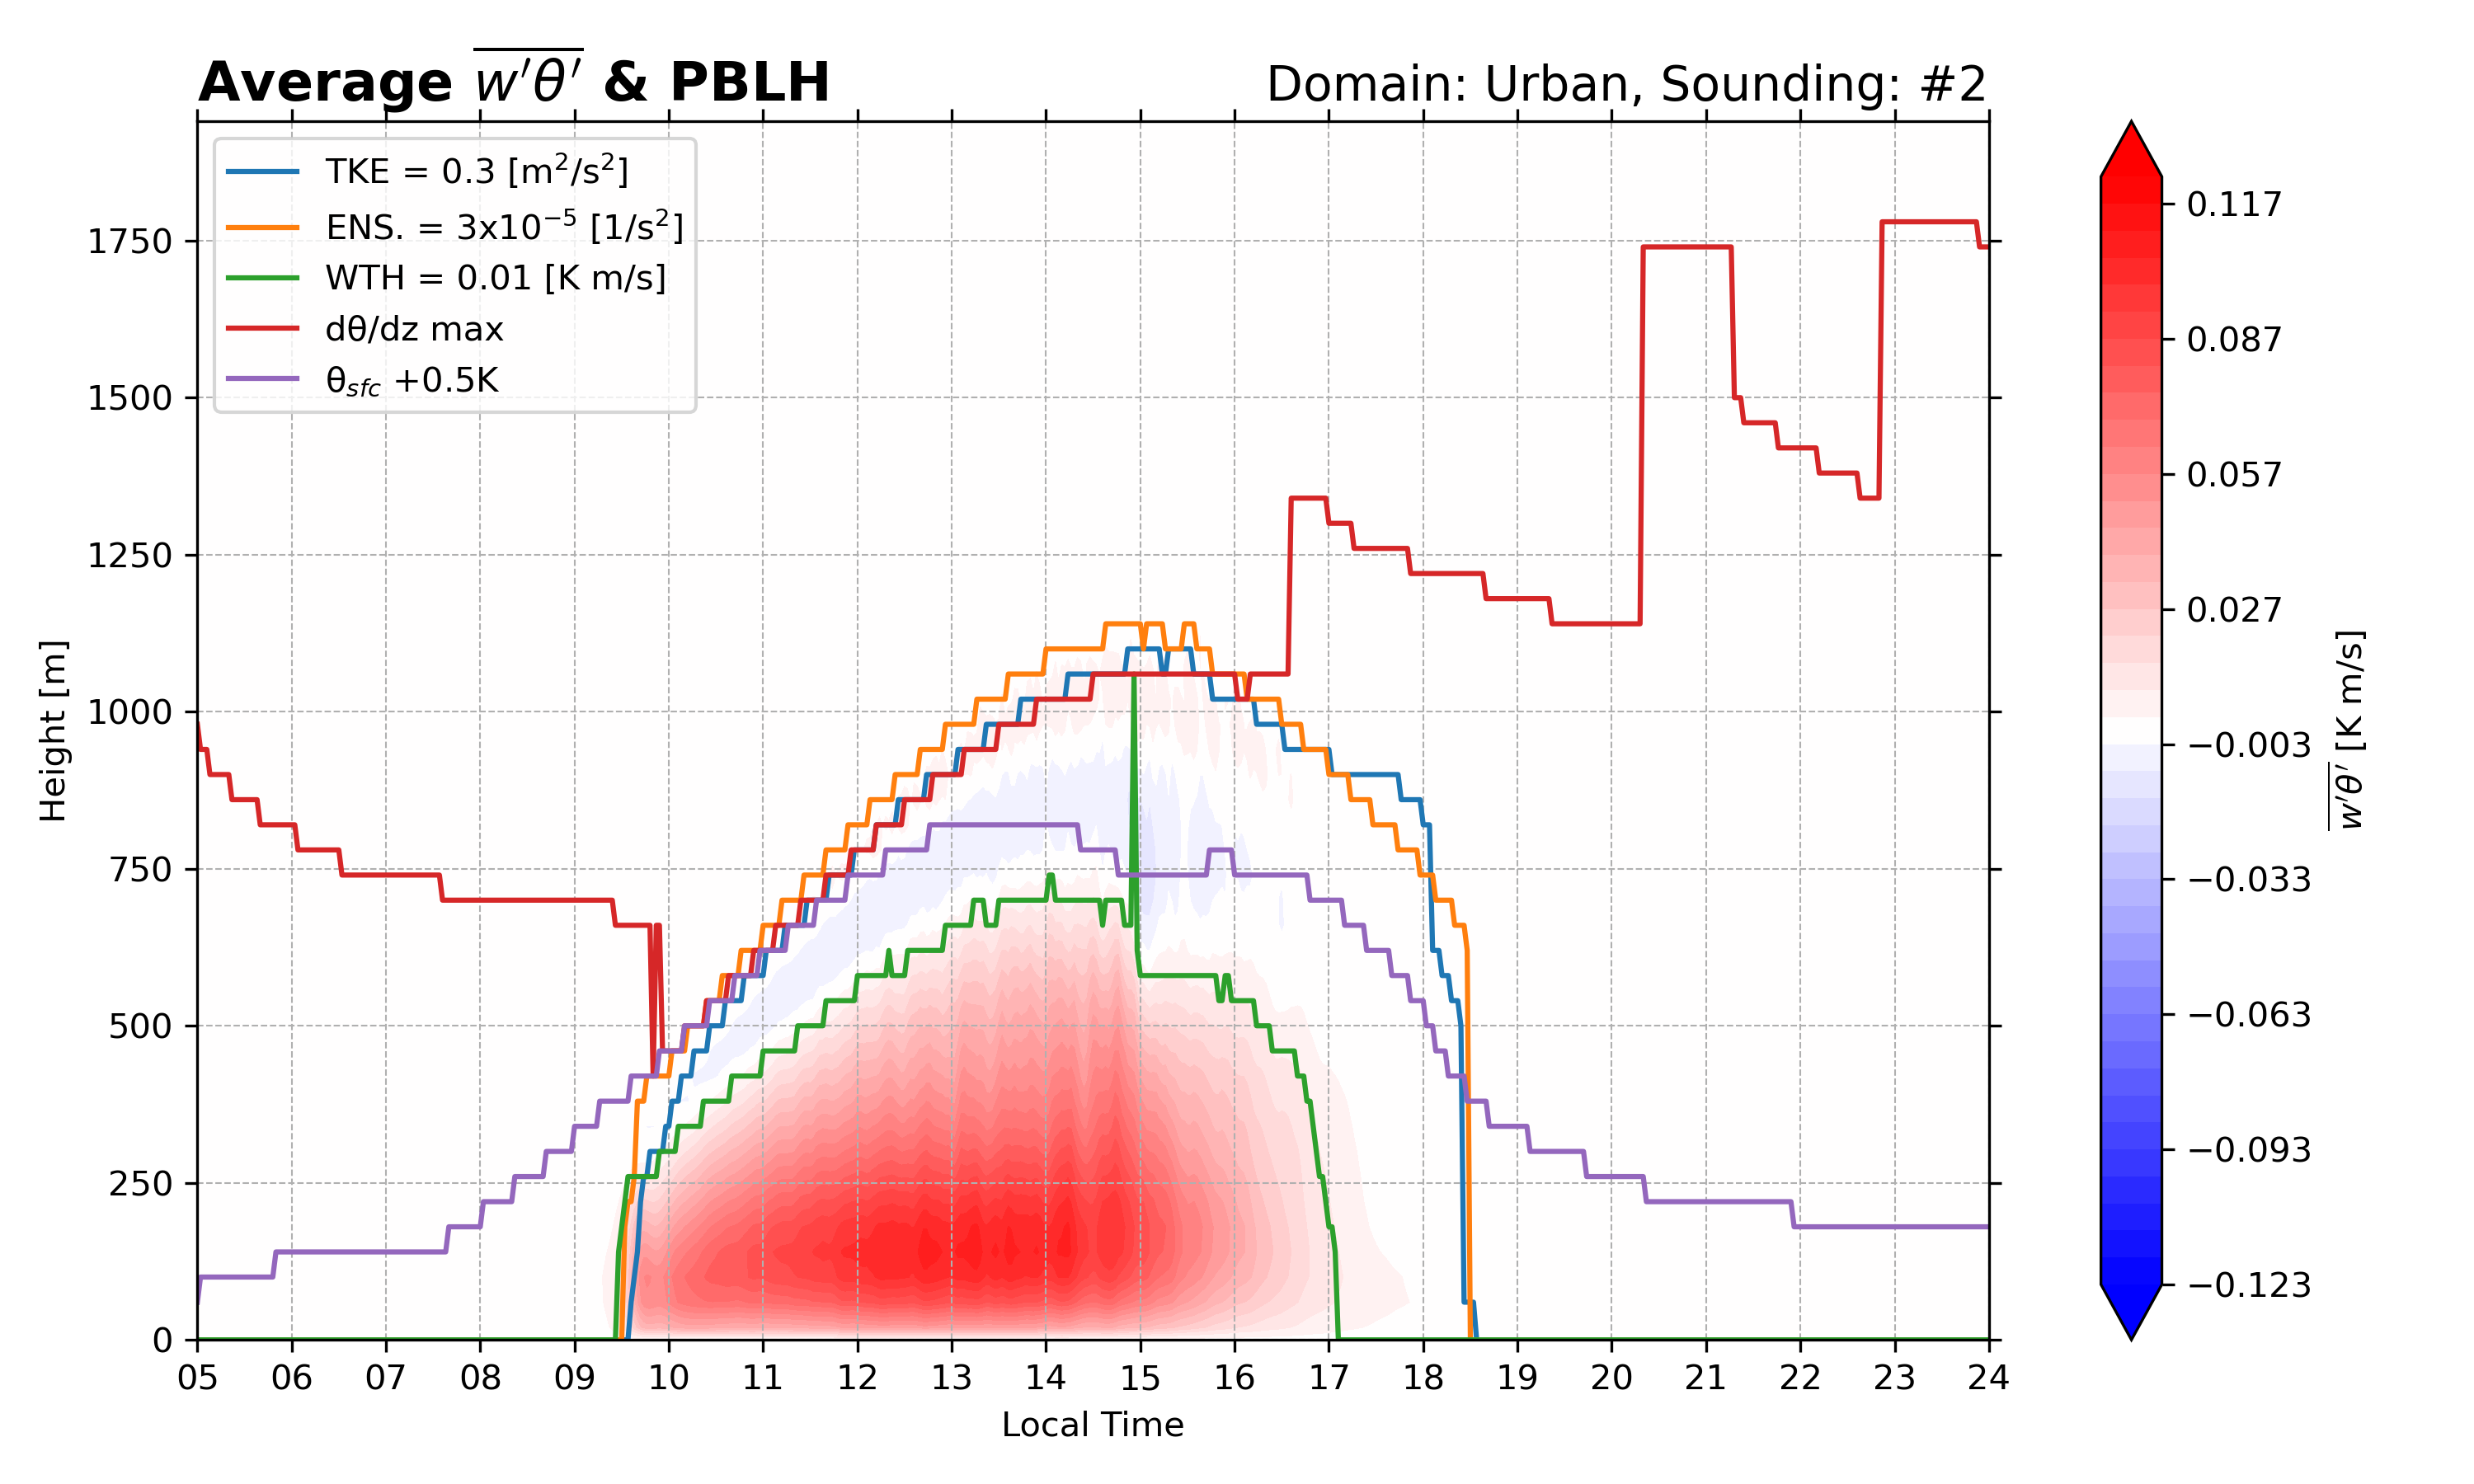 Average w′θ′ & PBLH
Domain: Urban, Sounding: #2
TKE = 0.3 [m²/s²]
ENS. = 3x10⁻⁵ [1/s²]
WTH = 0.01 [K m/s]
dθ/dz max
θsfc +0.5K
Height [m]
1750
1500
1250
1000
750
500
250
0
05 06 07 08 09 10 11 12 13 14 15 16 17 18 19 20 21 22 23 24
Local Time
0.117
0.087
0.057
0.027
−0.003
−0.033
−0.063
−0.093
−0.123
w′θ′ [K m/s]